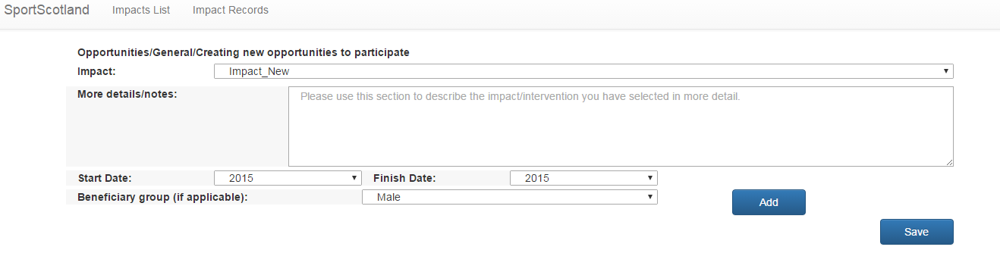 SportScotland Impacts List Impact Records
Opportunities/General/Creating new opportunities to participate
Impact: Impact_New
More details/notes: Please use this section to describe the impact/intervention you have selected in more detail.
Start Date: 2015 Finish Date: 2015
Beneficiary group (if applicable): Male Add
Save